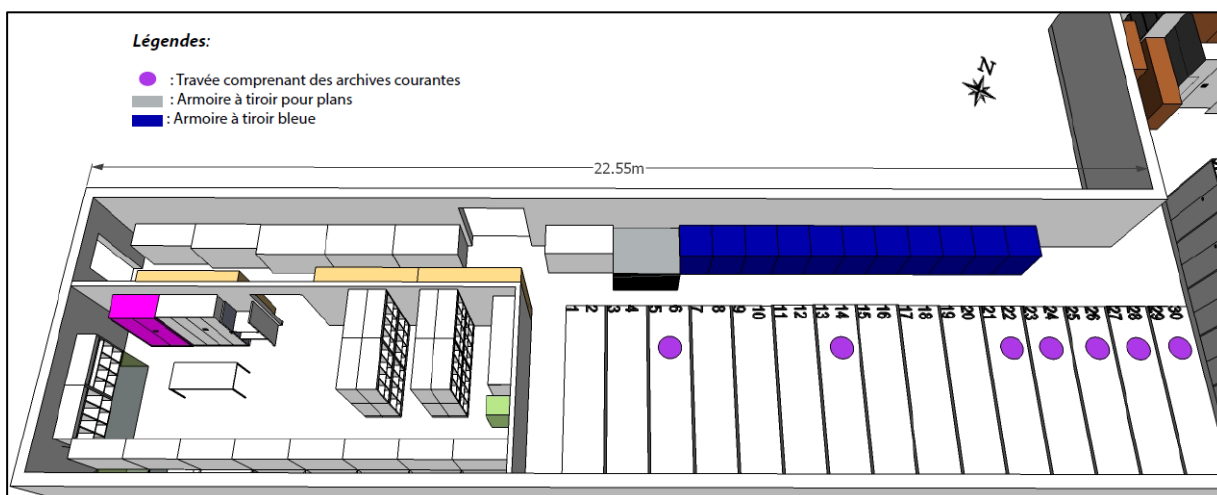 Légendes:
: Travée comprenant des archives courantes
: Armoire à tiroir pour plans
: Armoire à tiroir bleue
N
22.55m
1 2 3 4 5 6 7 8 9 10 11 12 13 14 15 16 17 18 19 20 21 22 23 24 25 26 27 28 29 30